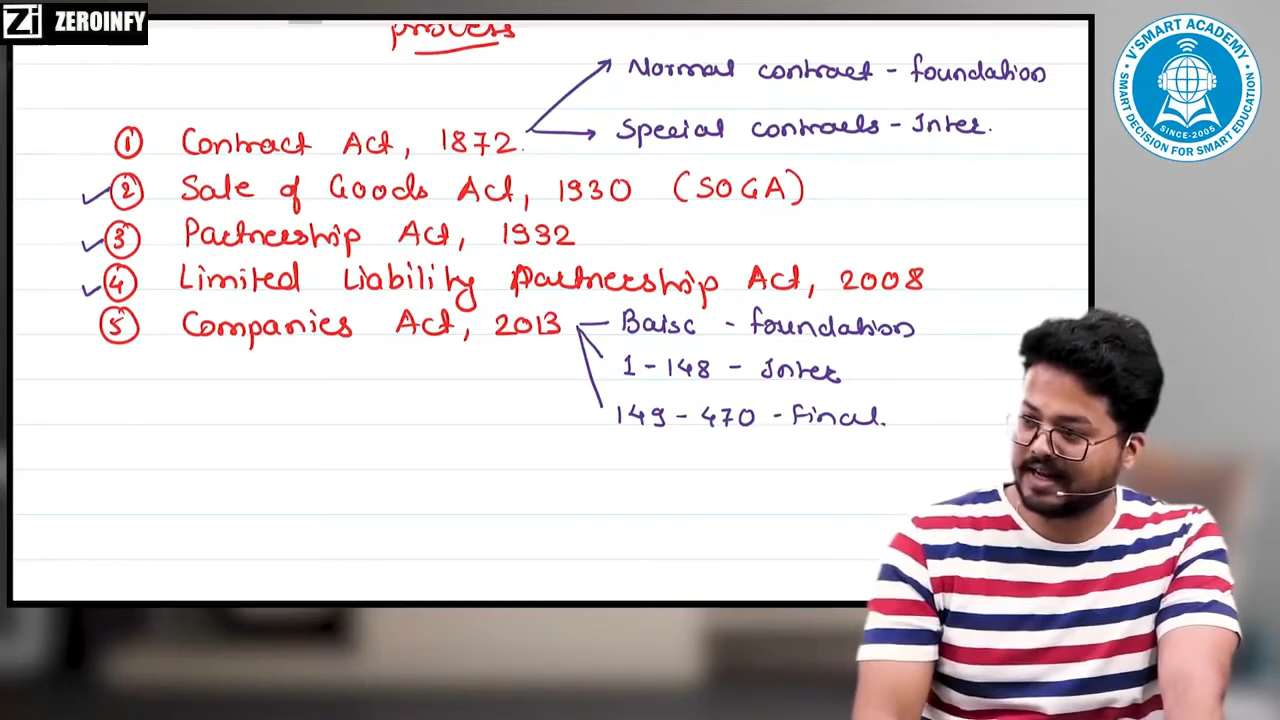 Zi ZEROINFY
process
Normal contract - foundation
Special contracts - Inter.
① Contract Act, 1872.
② Sale of Goods Act, 1930 (SOGA)
③ Partnership Act, 1932
④ Limited Liability Partnership Act, 2008
⑤ Companies Act, 2013
Baisc - foundation
1 - 148 - Inter
149 - 470 - final.
V'SMART ACADEMY
SINCE-2005
SMART DECISION FOR SMART EDUCATION